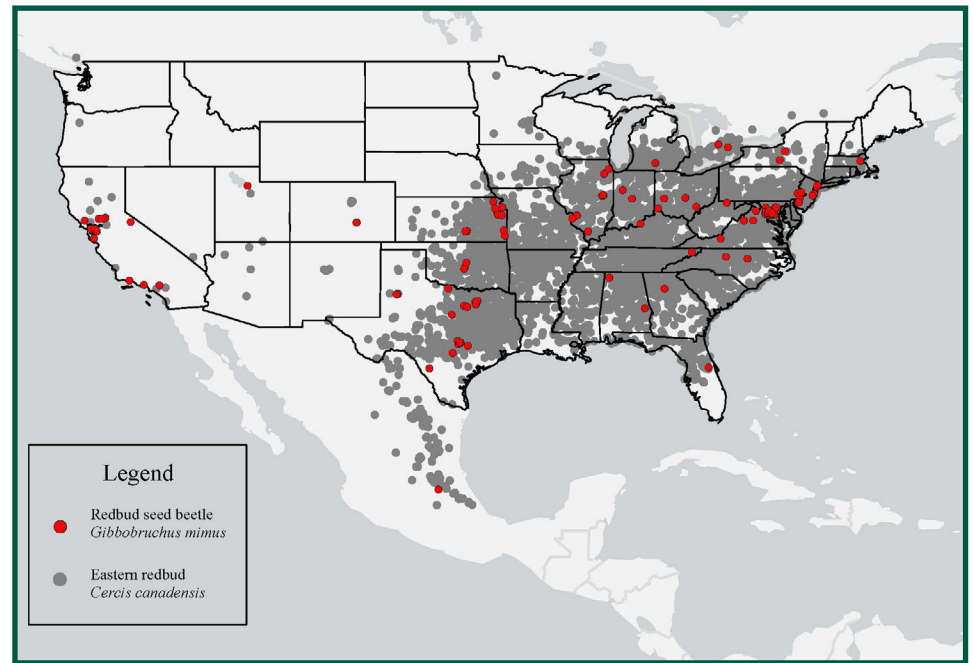 Legend
Redbud seed beetle
Gibbobruchus mimus
Eastern redbud
Cercis canadensis